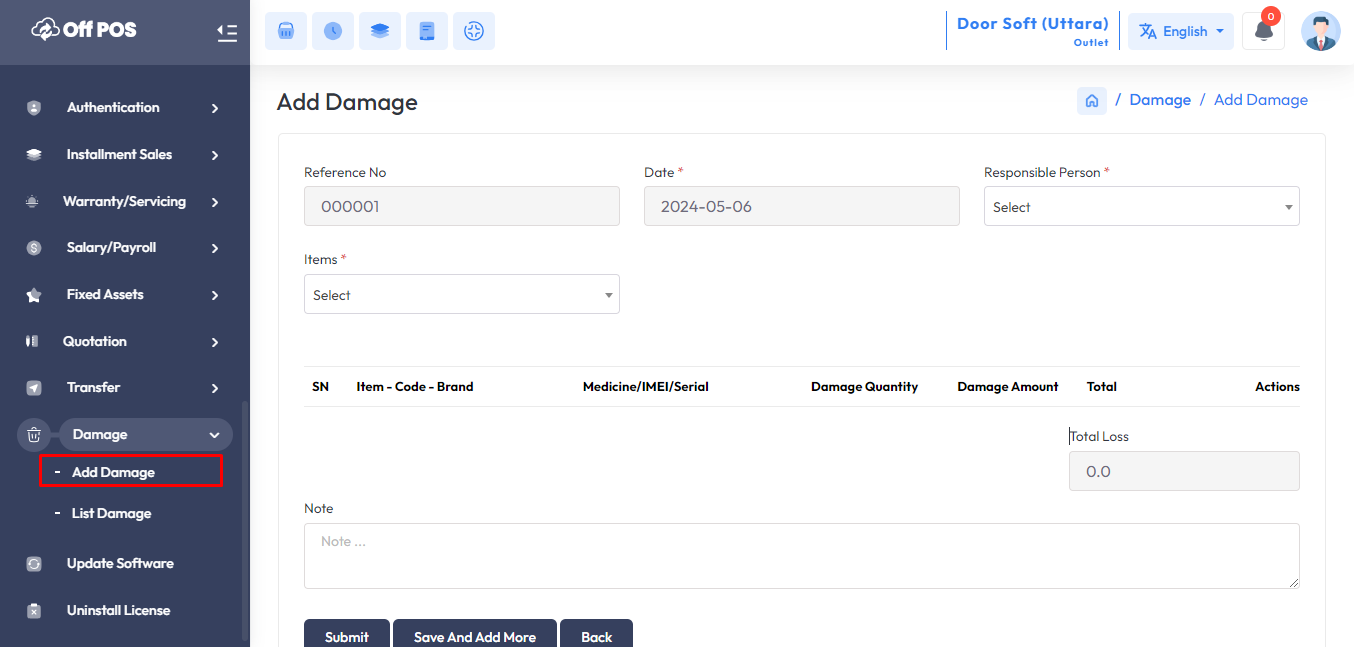 Off POS
Door Soft (Uttara)
Outlet
English
0
Authentication
Installment Sales
Warranty/Servicing
Salary/Payroll
Fixed Assets
Quotation
Transfer
Damage
- Add Damage
- List Damage
Update Software
Uninstall License
Add Damage
/ Damage / Add Damage
Reference No
Date *
Responsible Person *
000001
2024-05-06
Select
Items *
Select
SN Item - Code - Brand Medicine/IMEI/Serial Damage Quantity Damage Amount Total Actions
Total Loss
0.0
Note
Note ...
Submit
Save And Add More
Back